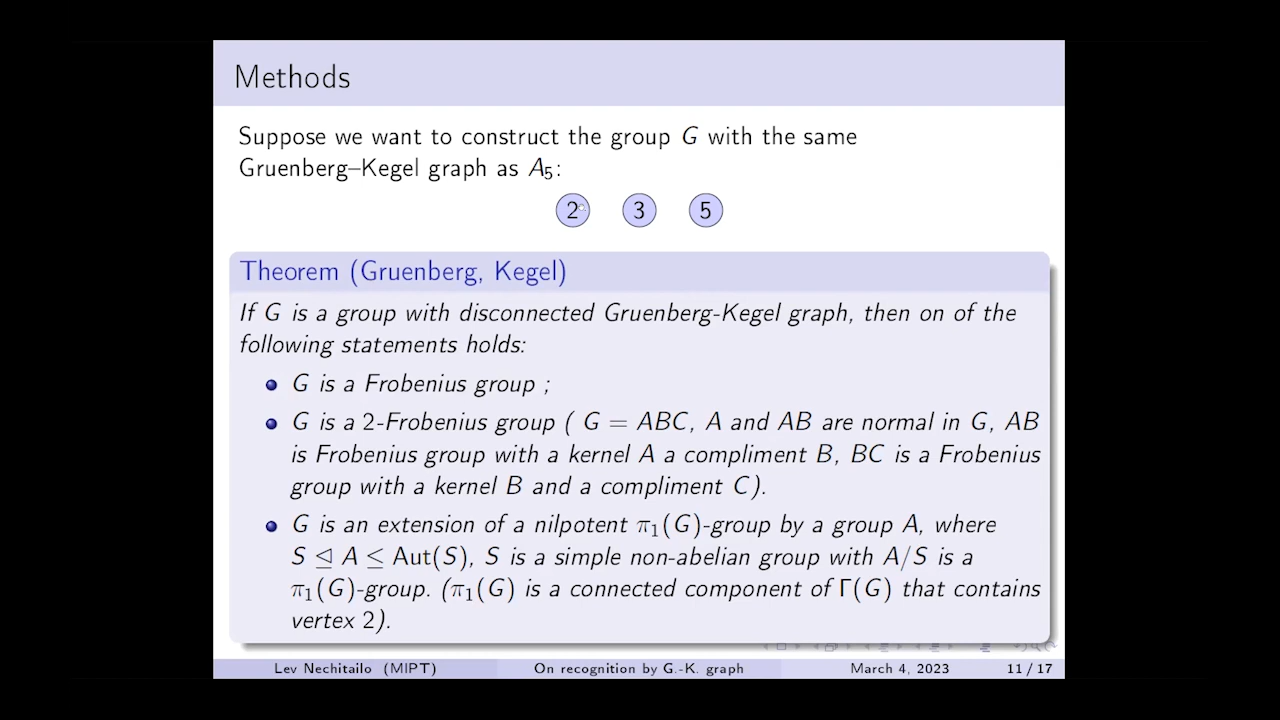 Methods
Suppose we want to construct the group G with the same
Gruenberg–Kegel graph as A₅:
2 3 5
Theorem (Gruenberg, Kegel)
If G is a group with disconnected Gruenberg-Kegel graph, then on of the
following statements holds:
G is a Frobenius group ;
G is a 2-Frobenius group ( G = ABC, A and AB are normal in G, AB
is Frobenius group with a kernel A a compliment B, BC is a Frobenius
group with a kernel B and a compliment C).
G is an extension of a nilpotent π₁(G)-group by a group A, where
S ⊴ A ≤ Aut(S), S is a simple non-abelian group with A/S is a
π₁(G)-group. (π₁(G) is a connected component of Γ(G) that contains
vertex 2).
Lev Nechitailo (MIPT) On recognition by G.-K. graph March 4, 2023 11 / 17